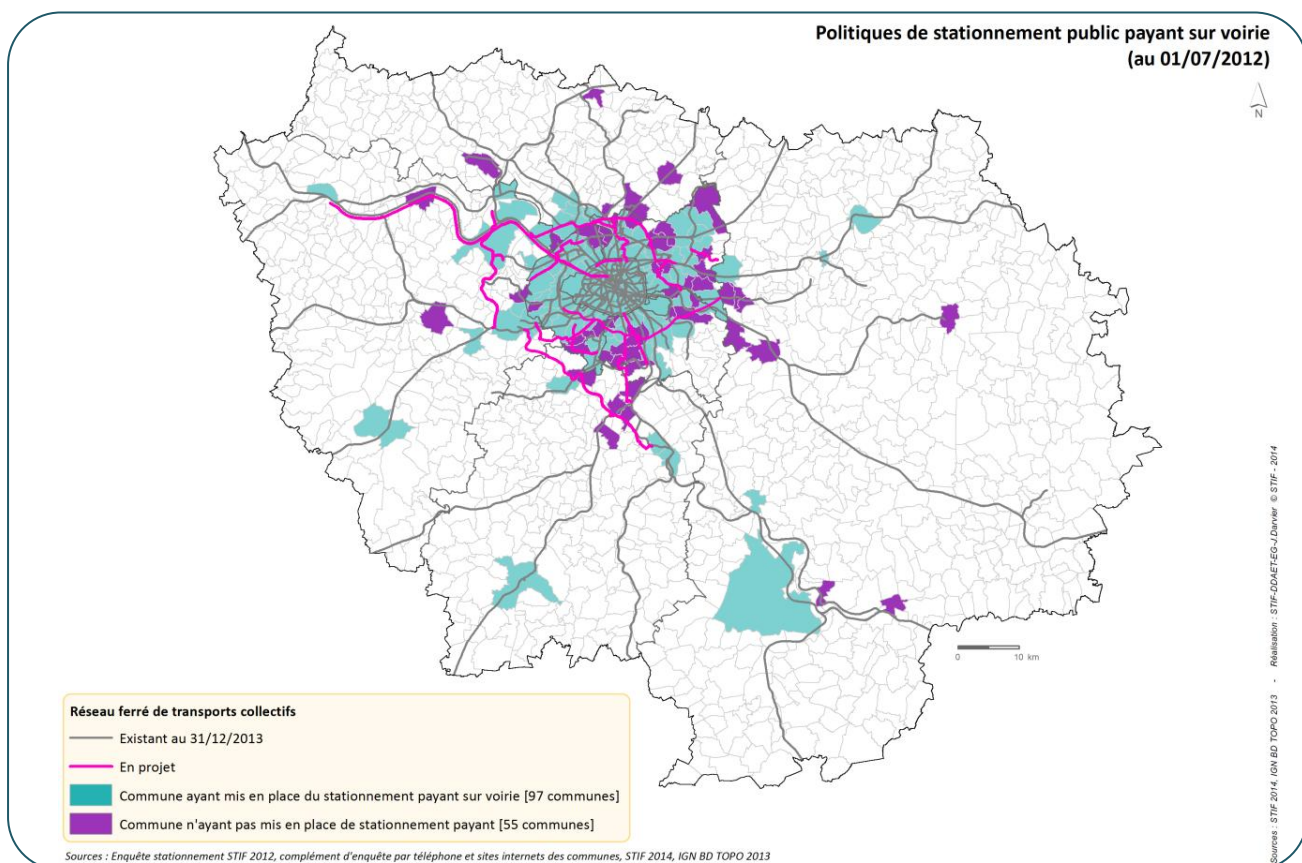 Politiques de stationnement public payant sur voirie
(au 01/07/2012)
N
0 10 km
Réseau ferré de transports collectifs
Existant au 31/12/2013
En projet
Commune ayant mis en place du stationnement payant sur voirie [97 communes]
Commune n'ayant pas mis en place de stationnement payant [55 communes]
Sources : Enquête stationnement STIF 2012, complément d'enquête par téléphone et sites internets des communes, STIF 2014, IGN BD TOPO 2013
Sources : STIF 2014, IGN BD TOPO 2013 - Réalisation : STIF-DDAET-EG-J.Darvier © STIF - 2014